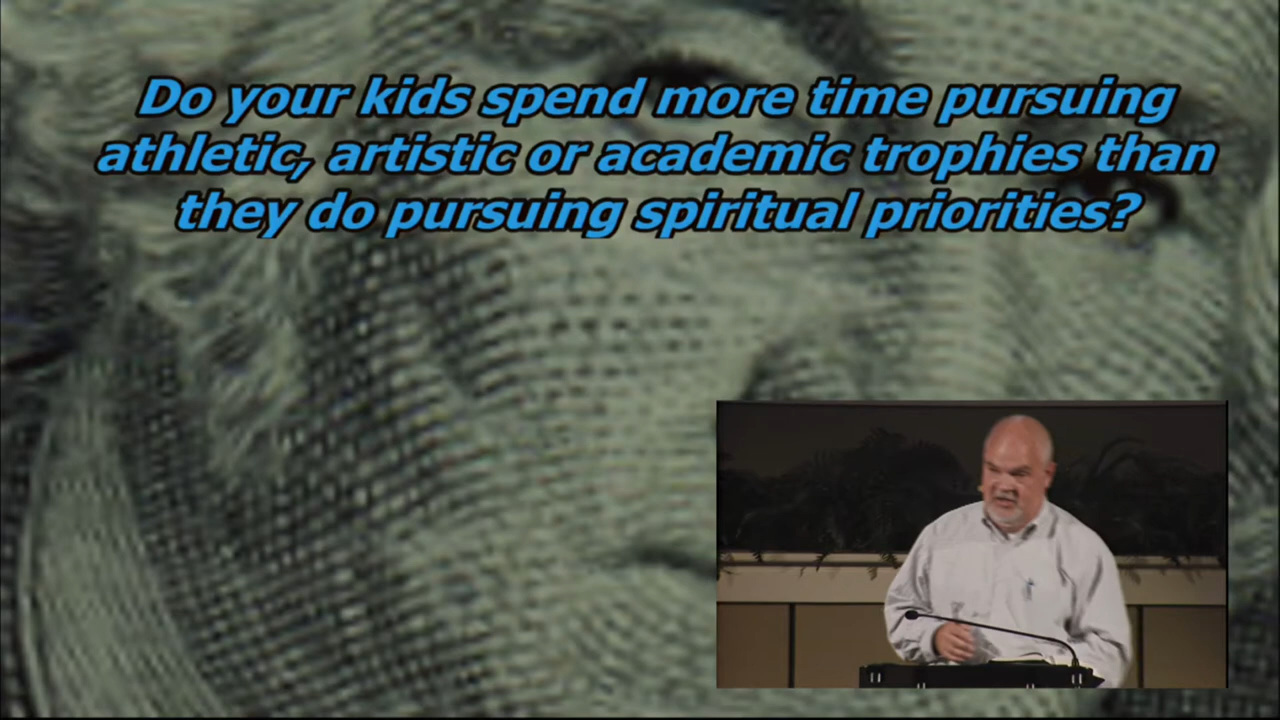 Do your kids spend more time pursuing
athletic, artistic or academic trophies than
they do pursuing spiritual priorities?